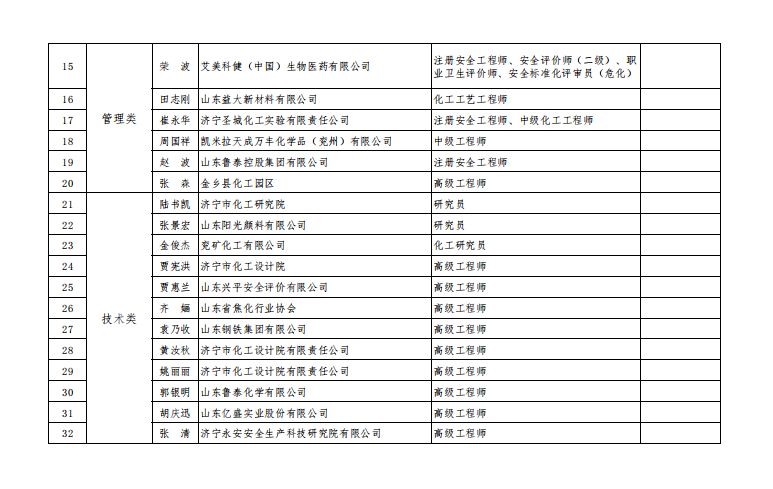 15 荣 波 艾美科健（中国）生物医药有限公司 注册安全工程师、安全评价师（二级）、职
业卫生评价师、安全标准化评审员（危化）
16 田志刚 山东益大新材料有限公司 化工工艺工程师
管理类
17 崔永华 济宁圣城化工实验有限责任公司 注册安全工程师、中级化工工程师
18 周国祥 凯米拉天成万丰化学品（兖州）有限公司 中级工程师
19 赵 波 山东鲁泰控股集团有限公司 注册安全工程师
20 张 森 金乡县化工园区 高级工程师
21 陆书凯 济宁市化工研究院 研究员
22 张景宏 山东阳光颜料有限公司 研究员
23 金俊杰 兖矿化工有限公司 化工研究员
24 贾宪洪 济宁市化工设计院 高级工程师
25 贾惠兰 山东兴平安全评价有限公司 高级工程师
26 齐 山东省焦化行业协会 高级工程师
技术类
27 袁乃收 山东钢铁集团有限公司 高级工程师
28 黄汝秋 济宁市化工设计院有限责任公司 高级工程师
29 姚丽丽 济宁市化工设计院有限责任公司 高级工程师
30 郭银明 山东鲁泰化学有限公司 高级工程师
31 胡庆迅 山东亿盛实业股份有限公司 高级工程师
32 张 清 济宁永安安全生产科技研究院有限公司 高级工程师